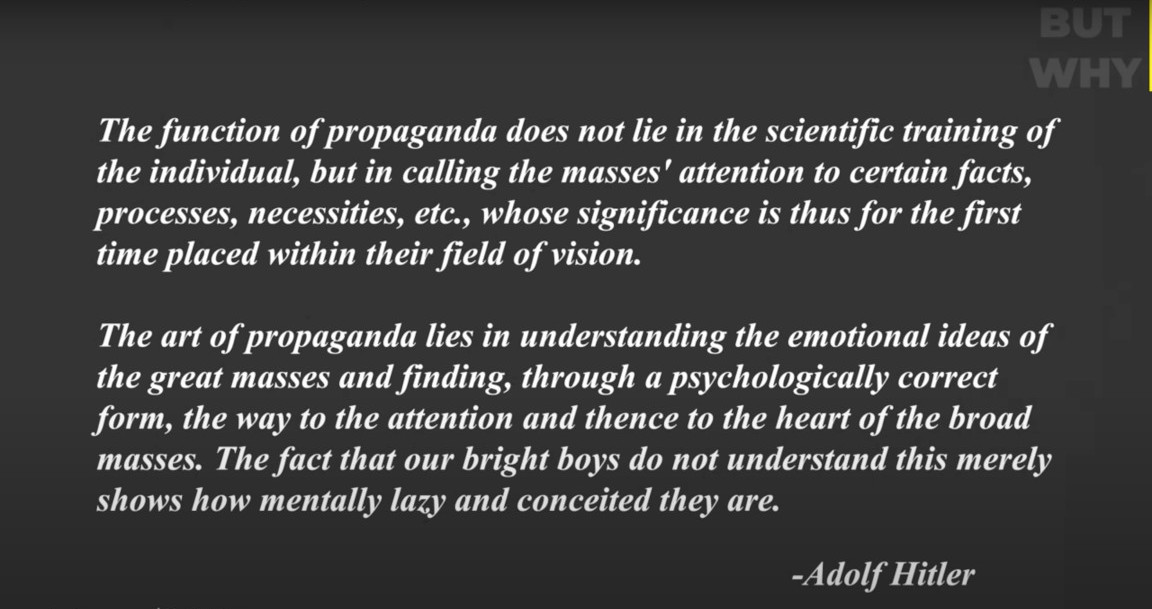 BUT
WHY
The function of propaganda does not lie in the scientific training of
the individual, but in calling the masses' attention to certain facts,
processes, necessities, etc., whose significance is thus for the first
time placed within their field of vision.
The art of propaganda lies in understanding the emotional ideas of
the great masses and finding, through a psychologically correct
form, the way to the attention and thence to the heart of the broad
masses. The fact that our bright boys do not understand this merely
shows how mentally lazy and conceited they are.
-Adolf Hitler